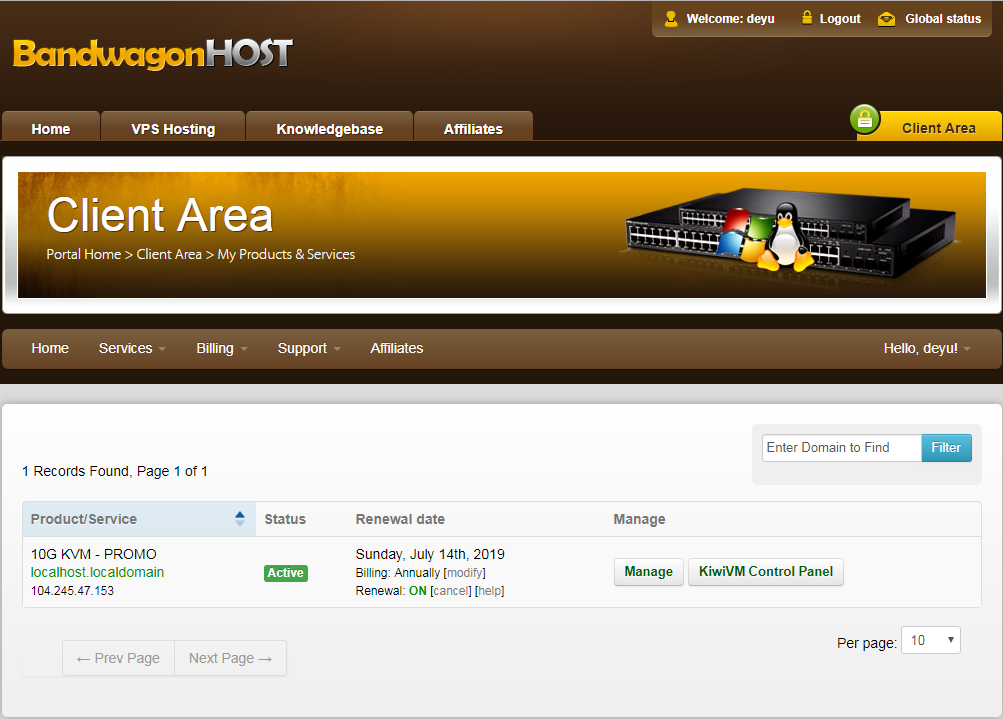 Welcome: deyu Logout Global status
BandwagonHOST
Home VPS Hosting Knowledgebase Affiliates Client Area
Client Area
Portal Home > Client Area > My Products & Services
Home Services Billing Support Affiliates Hello, deyu!
Enter Domain to Find Filter
1 Records Found, Page 1 of 1
Product/Service Status Renewal date Manage
10G KVM - PROMO
localhost.localdomain
104.245.47.153
Active
Sunday, July 14th, 2019
Billing: Annually [modify]
Renewal: ON [cancel] [help]
Manage KiwiVM Control Panel
← Prev Page Next Page →
Per page: 10